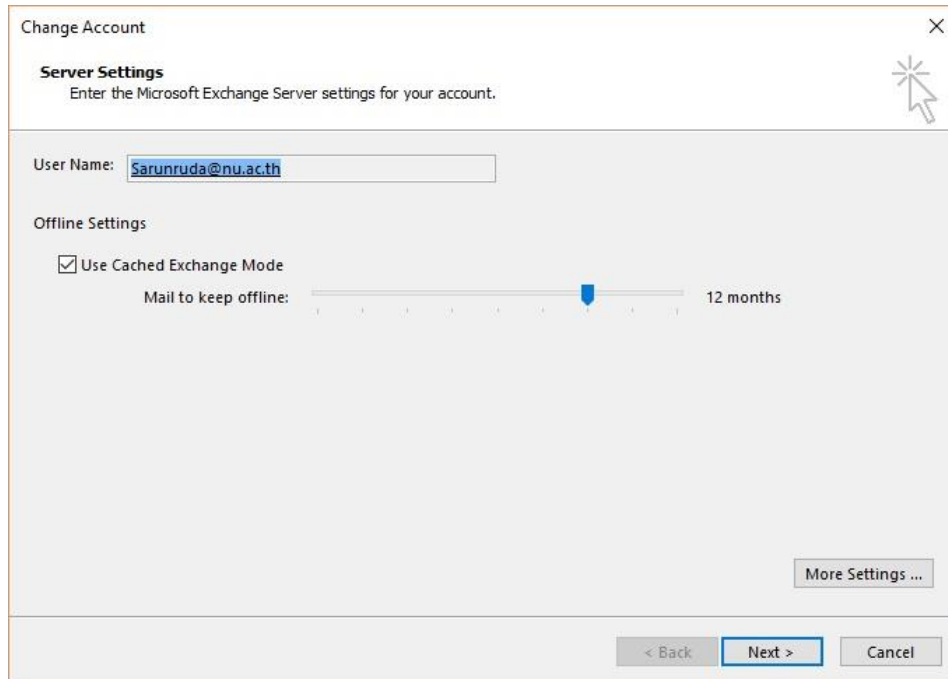 Change Account
Server Settings
Enter the Microsoft Exchange Server settings for your account.
User Name: Sarunruda@nu.ac.th
Offline Settings
Use Cached Exchange Mode
Mail to keep offline: 12 months
More Settings ...
< Back Next > Cancel